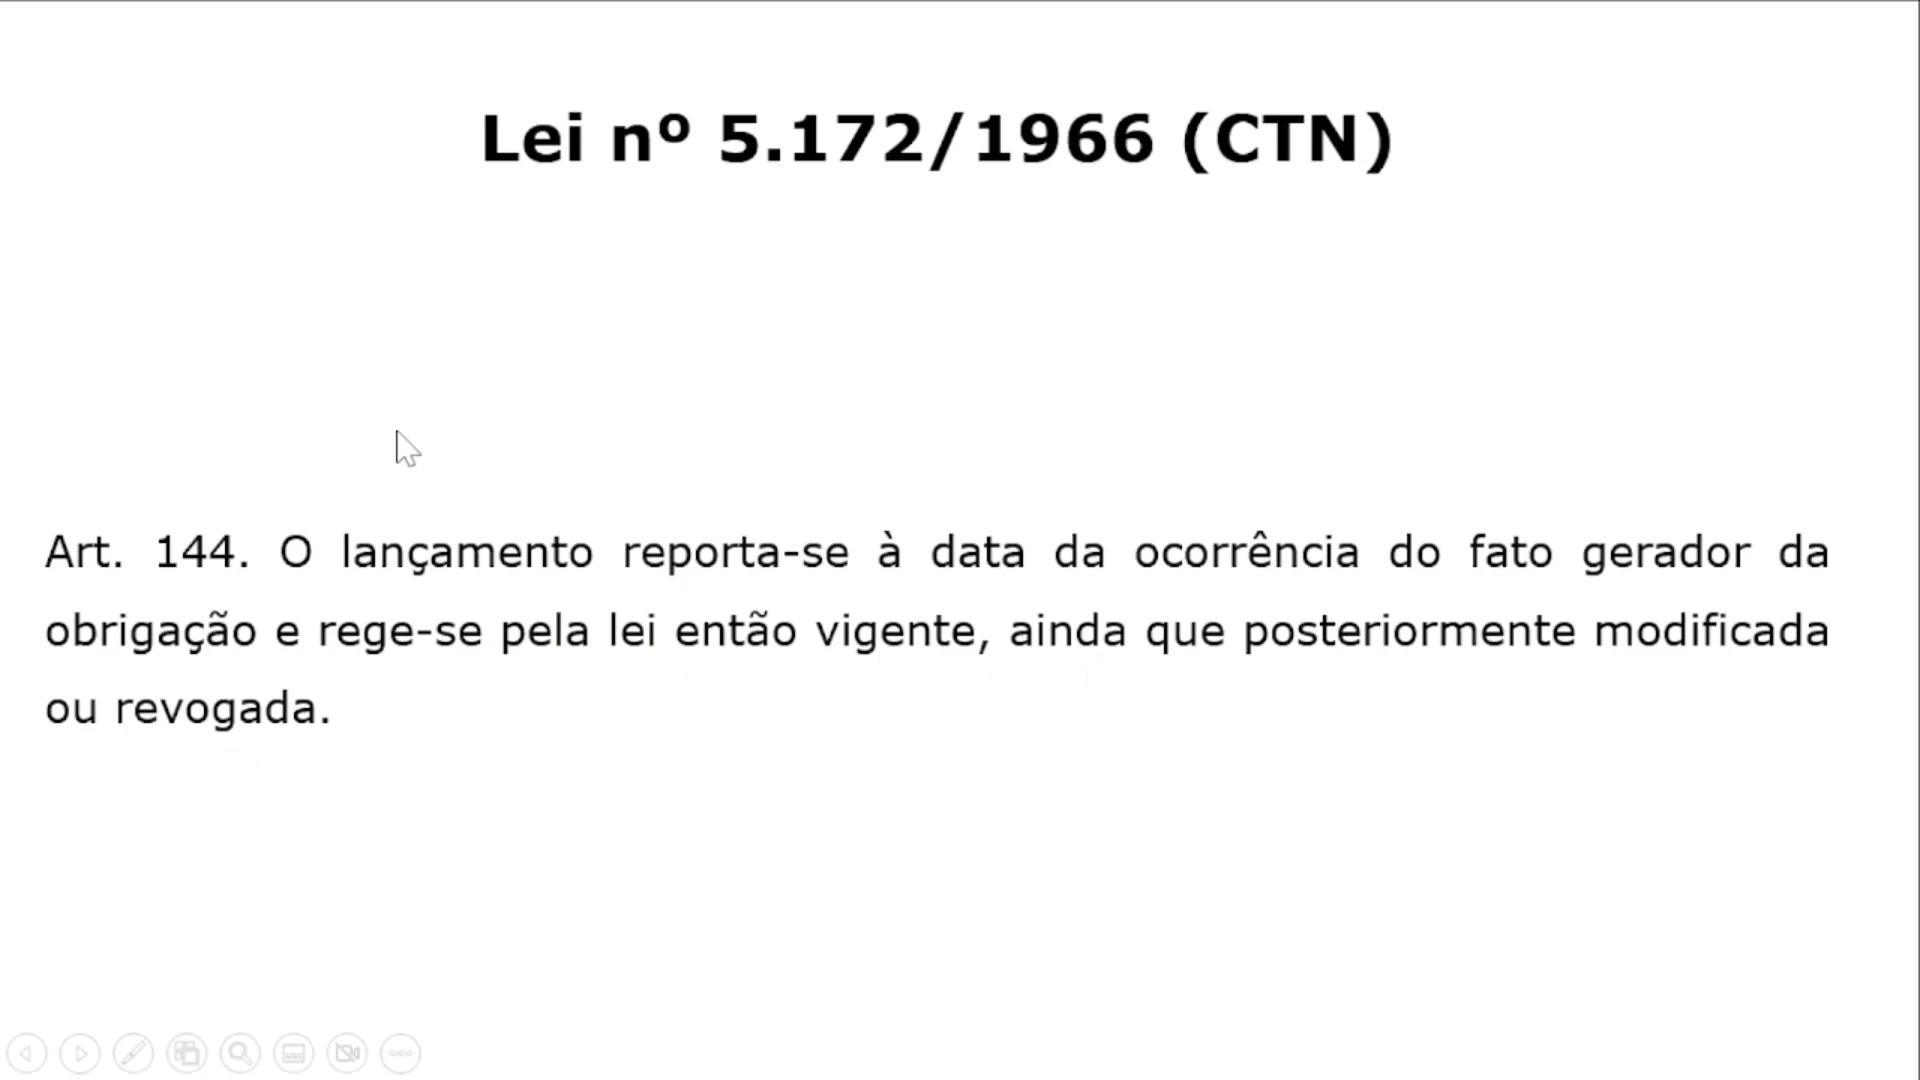 Lei nº 5.172/1966 (CTN)
Art. 144. O lançamento reporta-se à data da ocorrência do fato gerador da
obrigação e rege-se pela lei então vigente, ainda que posteriormente modificada
ou revogada.